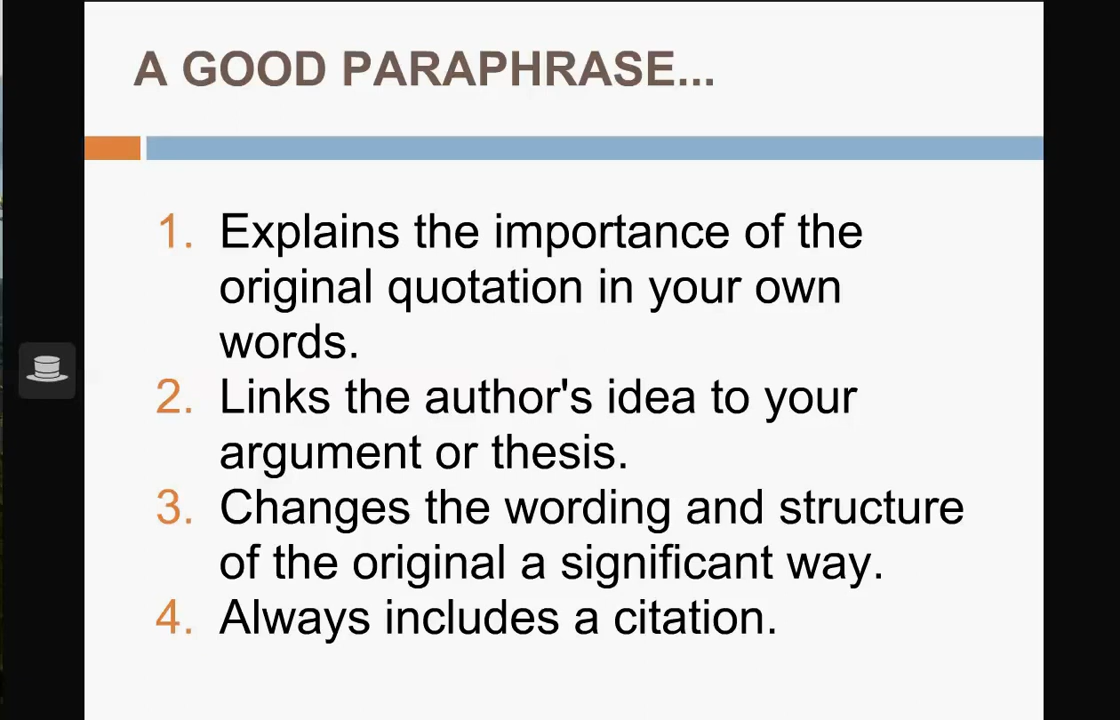 A GOOD PARAPHRASE...
1. Explains the importance of the
original quotation in your own
words.
2. Links the author's idea to your
argument or thesis.
3. Changes the wording and structure
of the original a significant way.
4. Always includes a citation.